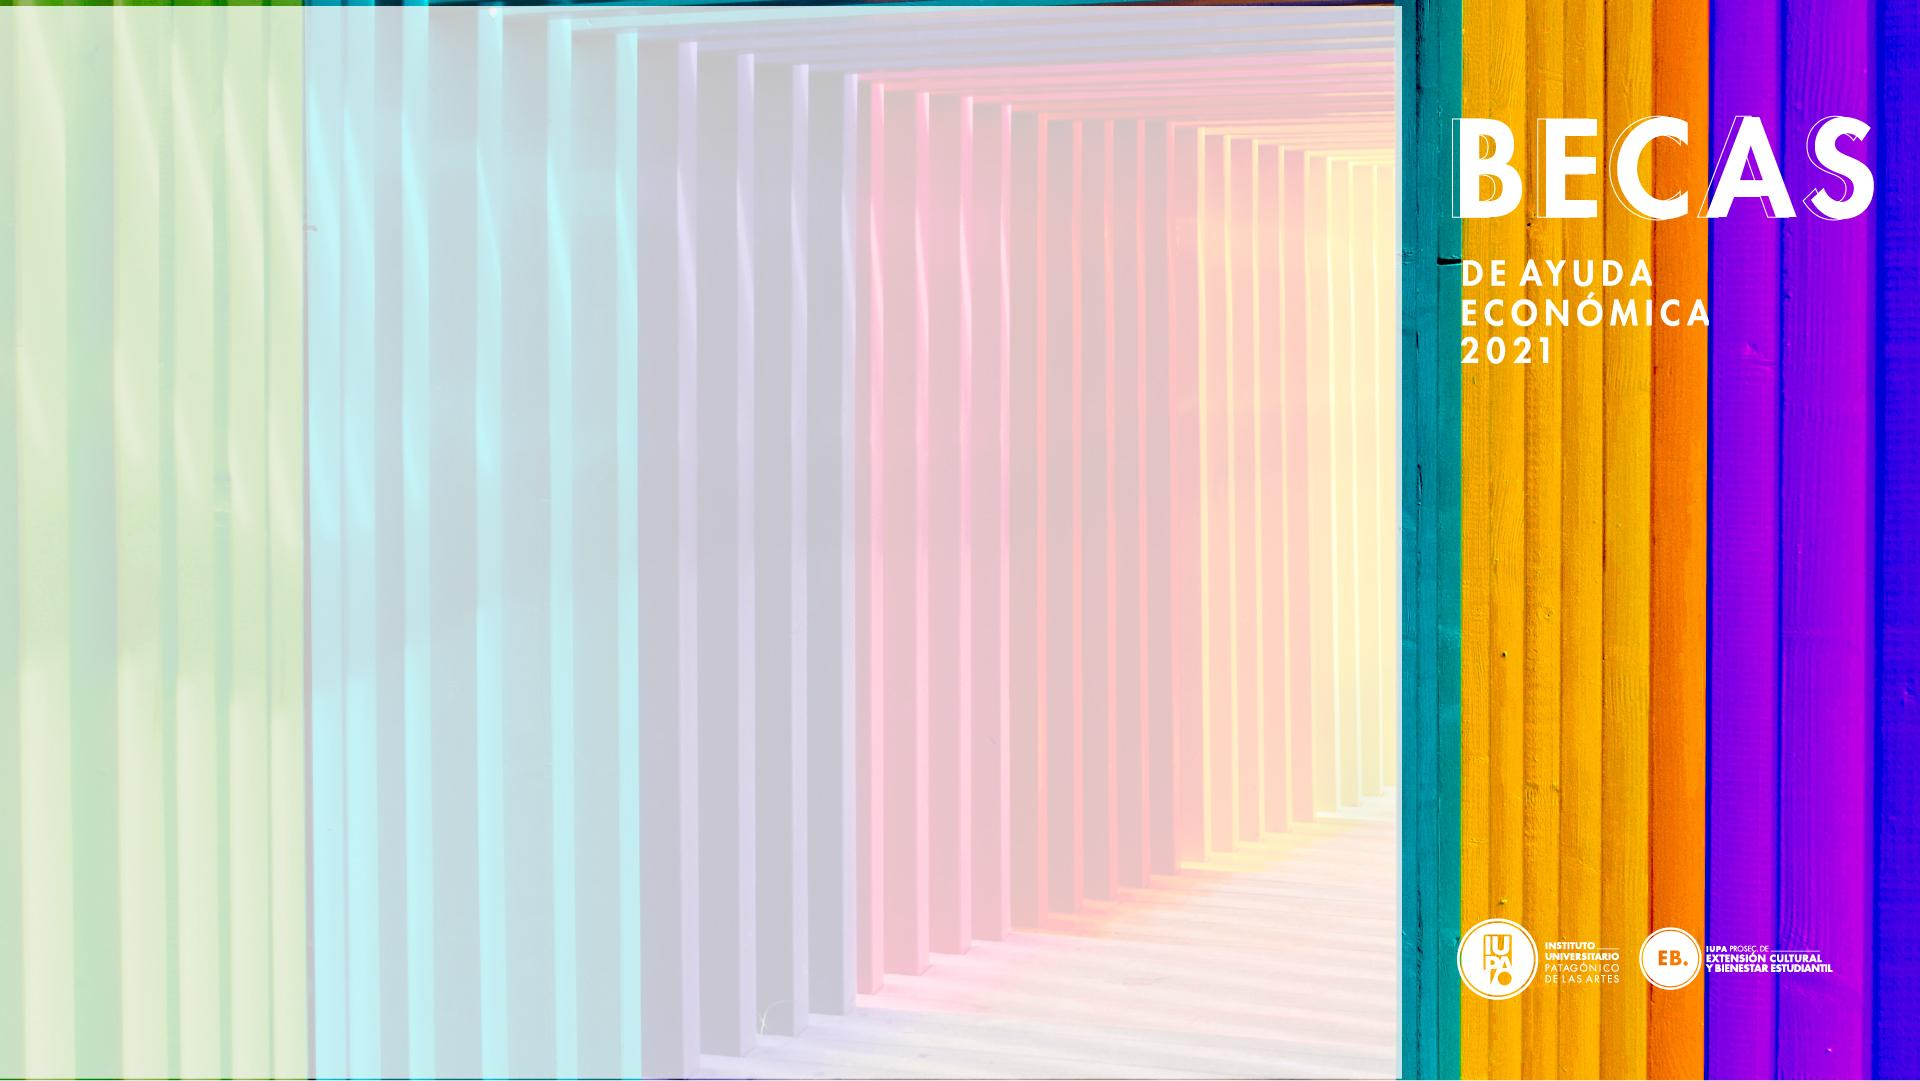 BECAS
DE AYUDA
ECONÓMICA
2021
IUPA
INSTITUTO
UNIVERSITARIO
PATAGÓNICO
DE LAS ARTES
EB.
IUPA PROSEC. DE
EXTENSIÓN CULTURAL
Y BIENESTAR ESTUDIANTIL